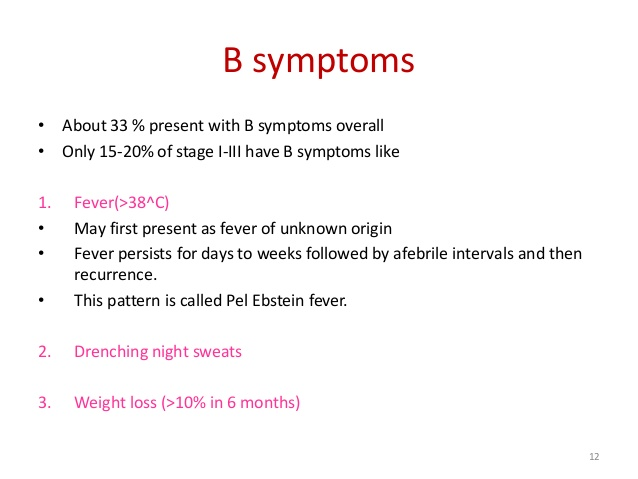 B symptoms
• About 33 % present with B symptoms overall
• Only 15-20% of stage I-III have B symptoms like
1. Fever(>38^C)
• May first present as fever of unknown origin
• Fever persists for days to weeks followed by afebrile intervals and then
recurrence.
• This pattern is called Pel Ebstein fever.
2. Drenching night sweats
3. Weight loss (>10% in 6 months)
12